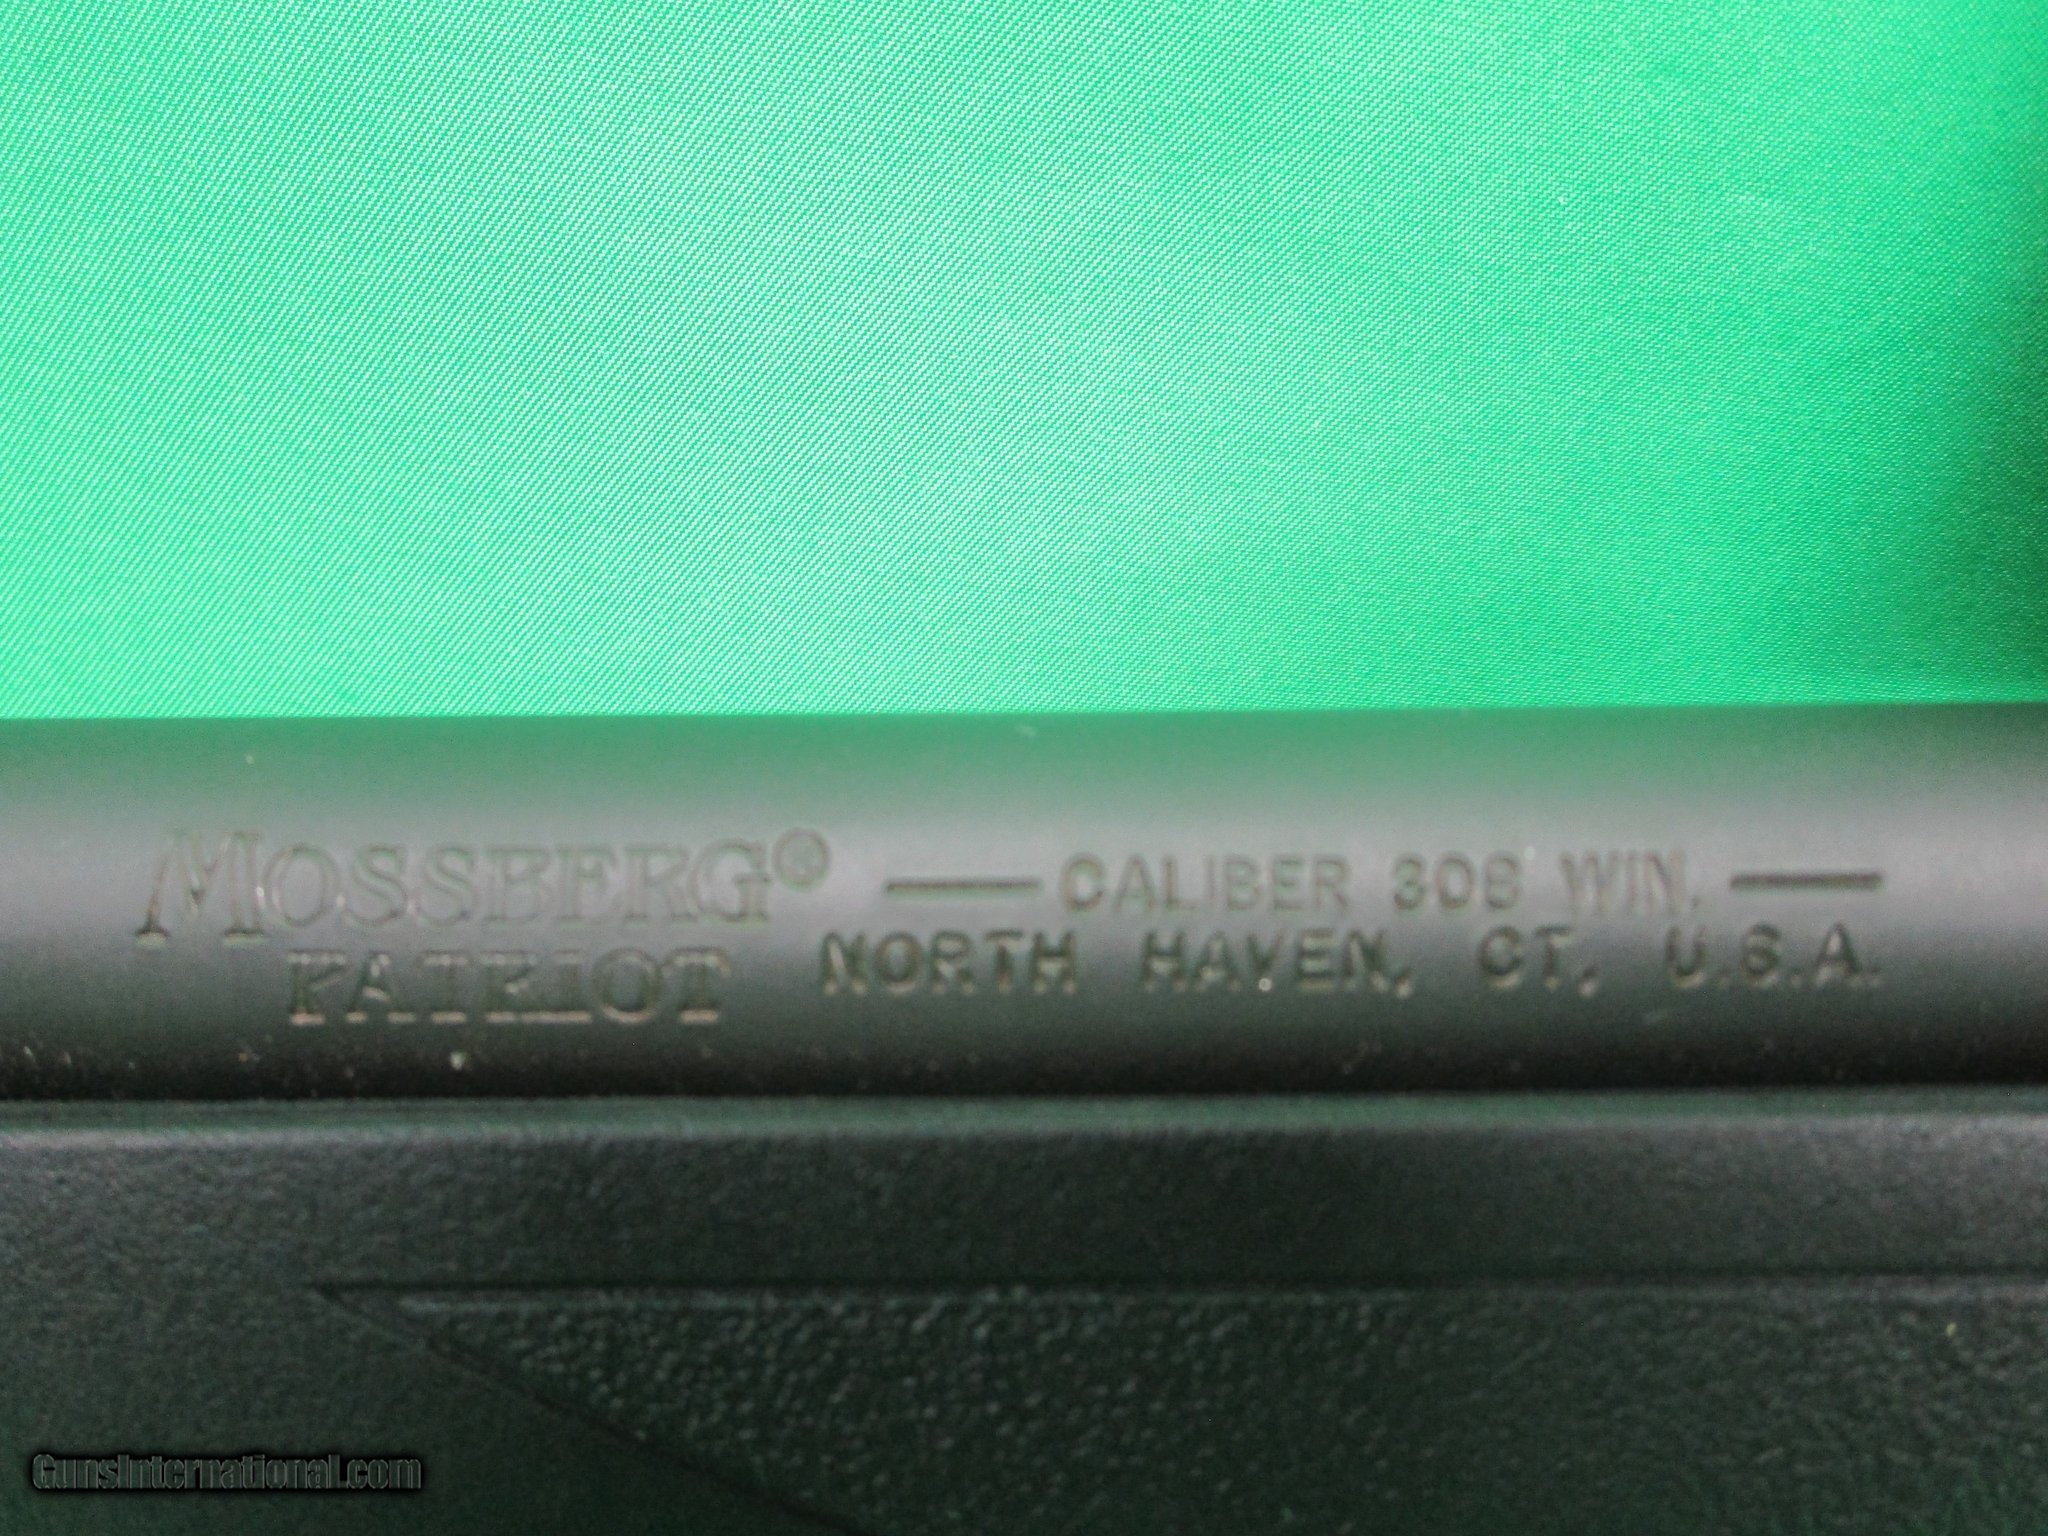 MOSSBERG® — CALIBER 308 WIN. —
PATRIOT NORTH HAVEN, CT, U.S.A.
GunsInternational.com